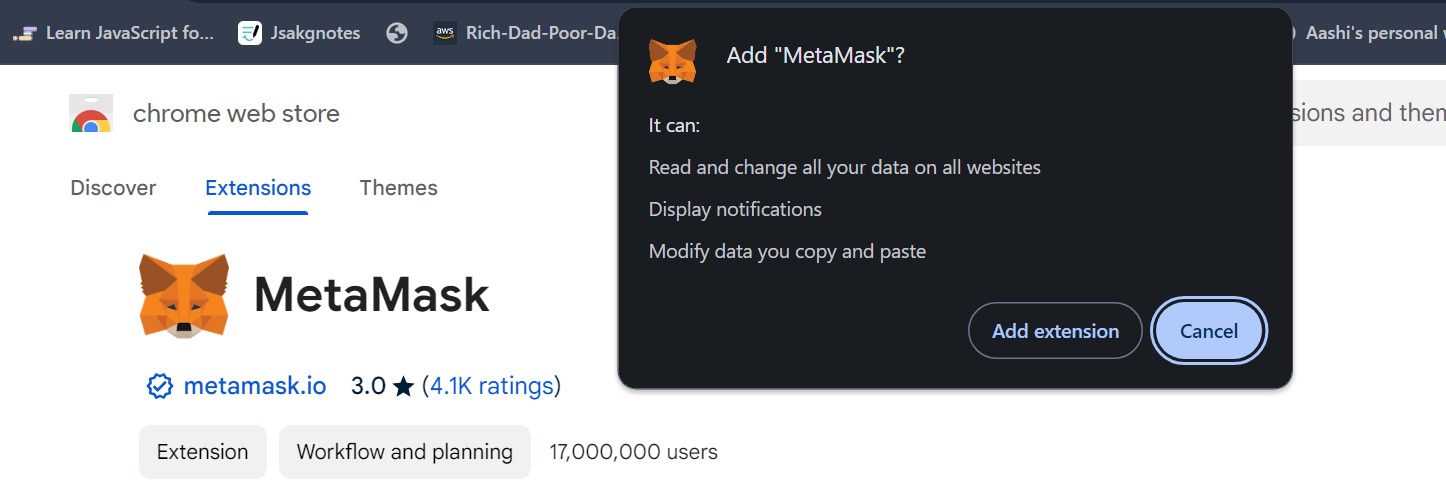 Learn JavaScript fo...
Jsakgnotes
aws
Rich-Dad-Poor-Da
Aashi's personal
chrome web store
Discover
Extensions
Themes
MetaMask
metamask.io 3.0 ★ (4.1K ratings)
Extension
Workflow and planning
17,000,000 users
Add "MetaMask"?
It can:
Read and change all your data on all websites
Display notifications
Modify data you copy and paste
Add extension
Cancel
sions and them